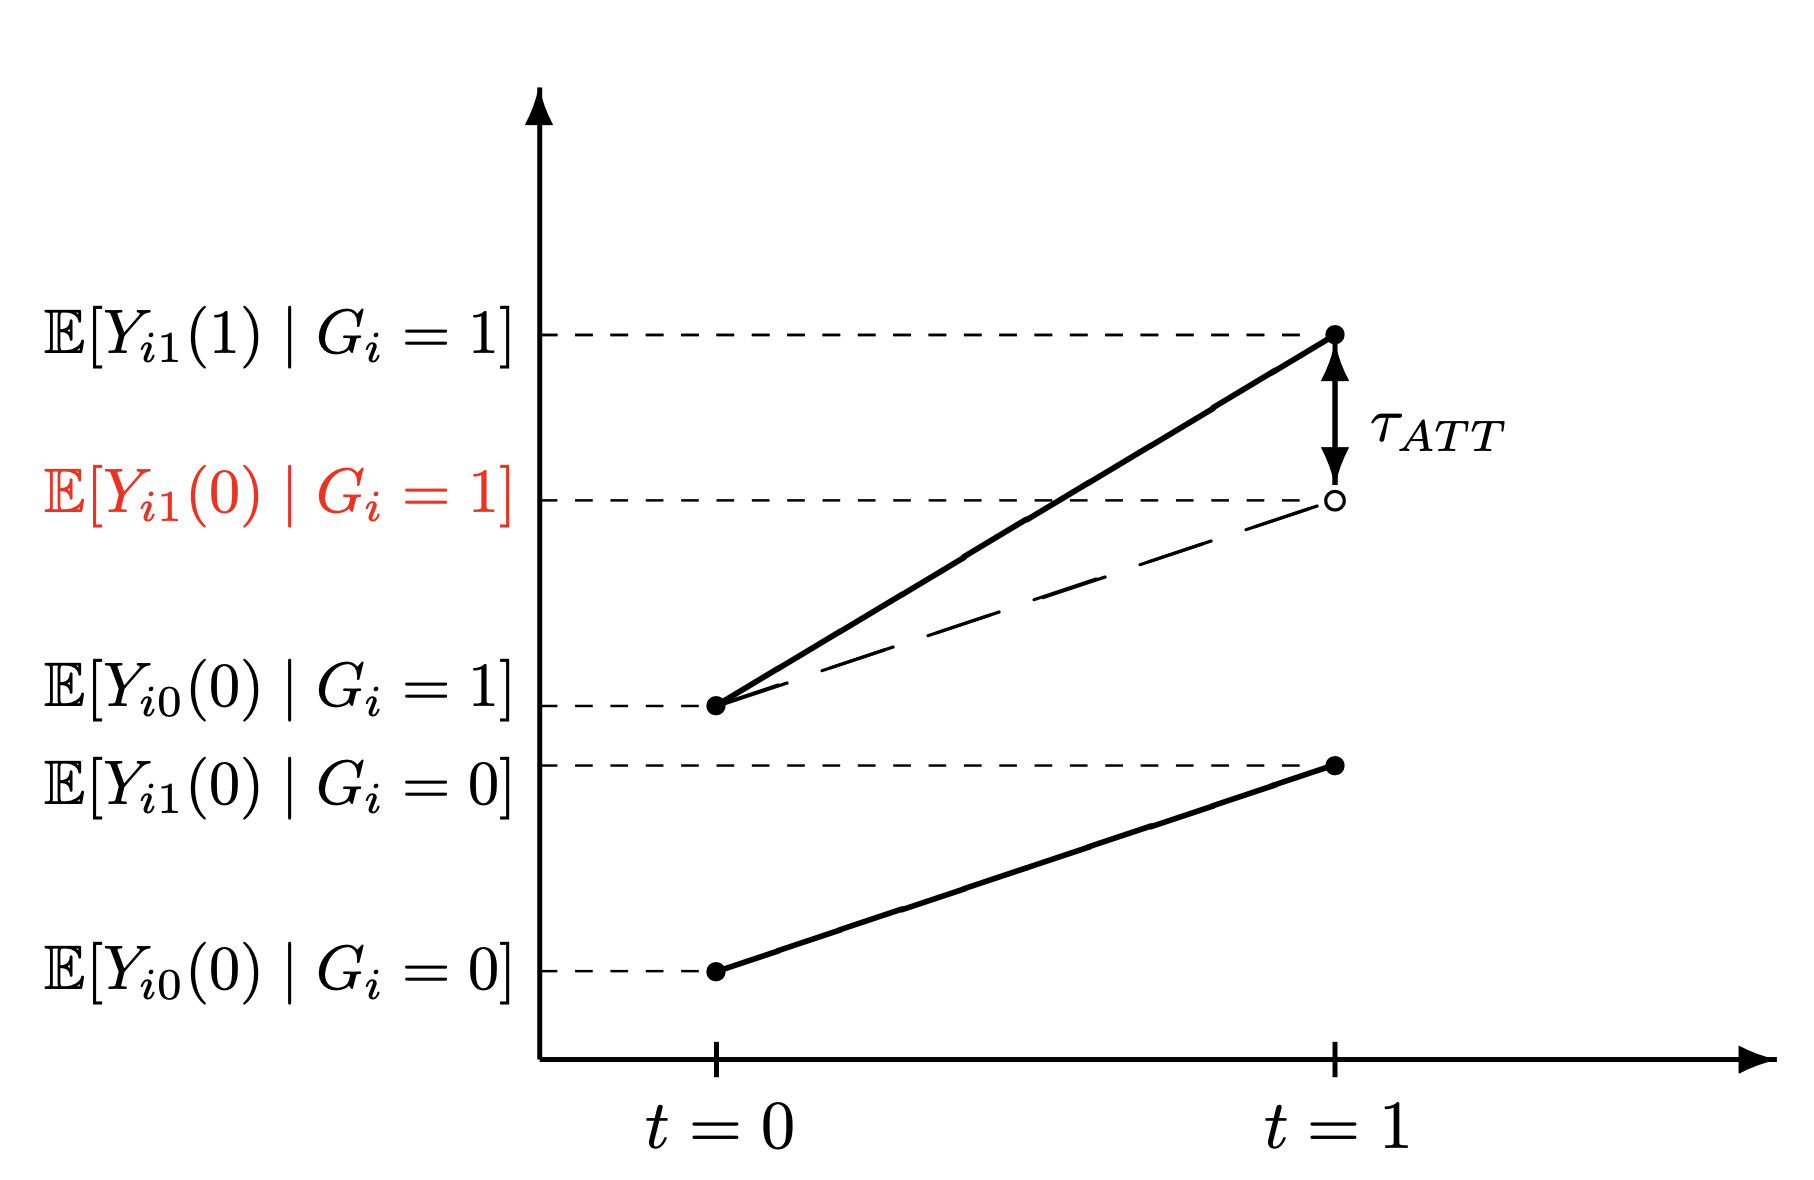 𝔼[Y_{i1}(1) | G_i = 1]
τ_{ATT}
𝔼[Y_{i1}(0) | G_i = 1]
𝔼[Y_{i0}(0) | G_i = 1]
𝔼[Y_{i1}(0) | G_i = 0]
𝔼[Y_{i0}(0) | G_i = 0]
t = 0
t = 1